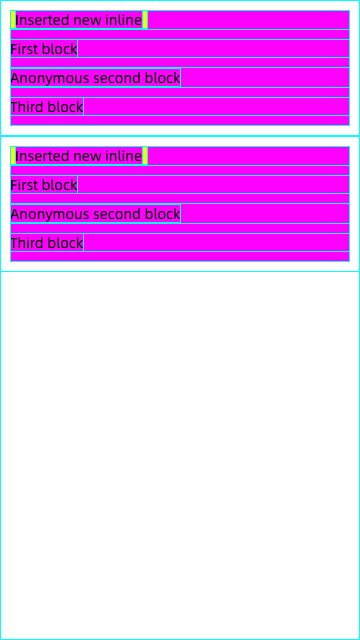 Inserted new inline
First block
Anonymous second block
Third block
Inserted new inline
First block
Anonymous second block
Third block